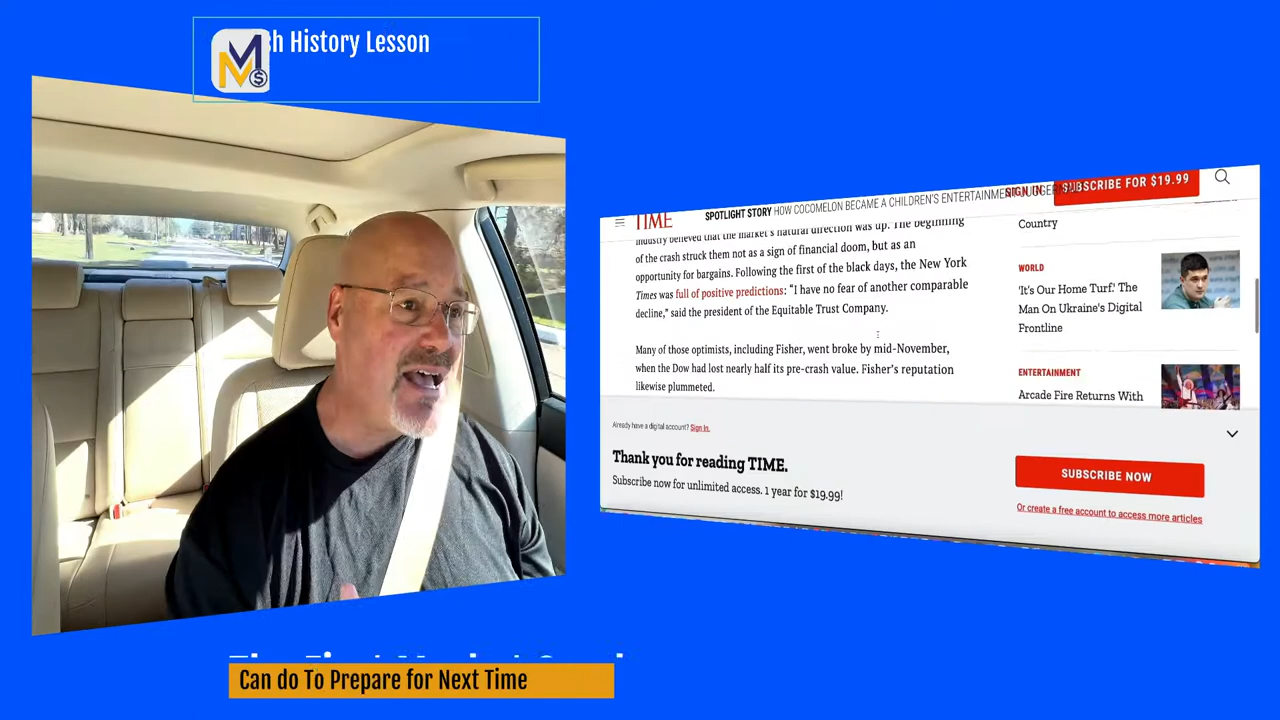 ch History Lesson
M
M$
SUBSCRIBE FOR $19.99
SIGN IN
TIME
SPOTLIGHT STORY HOW COCOMELON BECAME A CHILDREN'S ENTERTAINMENT JUGGERNAUT
industry believed that the market's natural direction was up. The beginning
of the crash struck them not as a sign of financial doom, but as an
opportunity for bargains. Following the first of the black days, the New York
Times was full of positive predictions: “I have no fear of another comparable
decline,” said the president of the Equitable Trust Company.
Many of those optimists, including Fisher, went broke by mid-November,
when the Dow had lost nearly half its pre-crash value. Fisher's reputation
likewise plummeted.
Country
WORLD
'It's Our Home Turf.' The
Man On Ukraine's Digital
Frontline
ENTERTAINMENT
Arcade Fire Returns With
Already have a digital account? Sign In.
Thank you for reading TIME.
Subscribe now for unlimited access. 1 year for $19.99!
SUBSCRIBE NOW
Or create a free account to access more articles
Can do To Prepare for Next Time